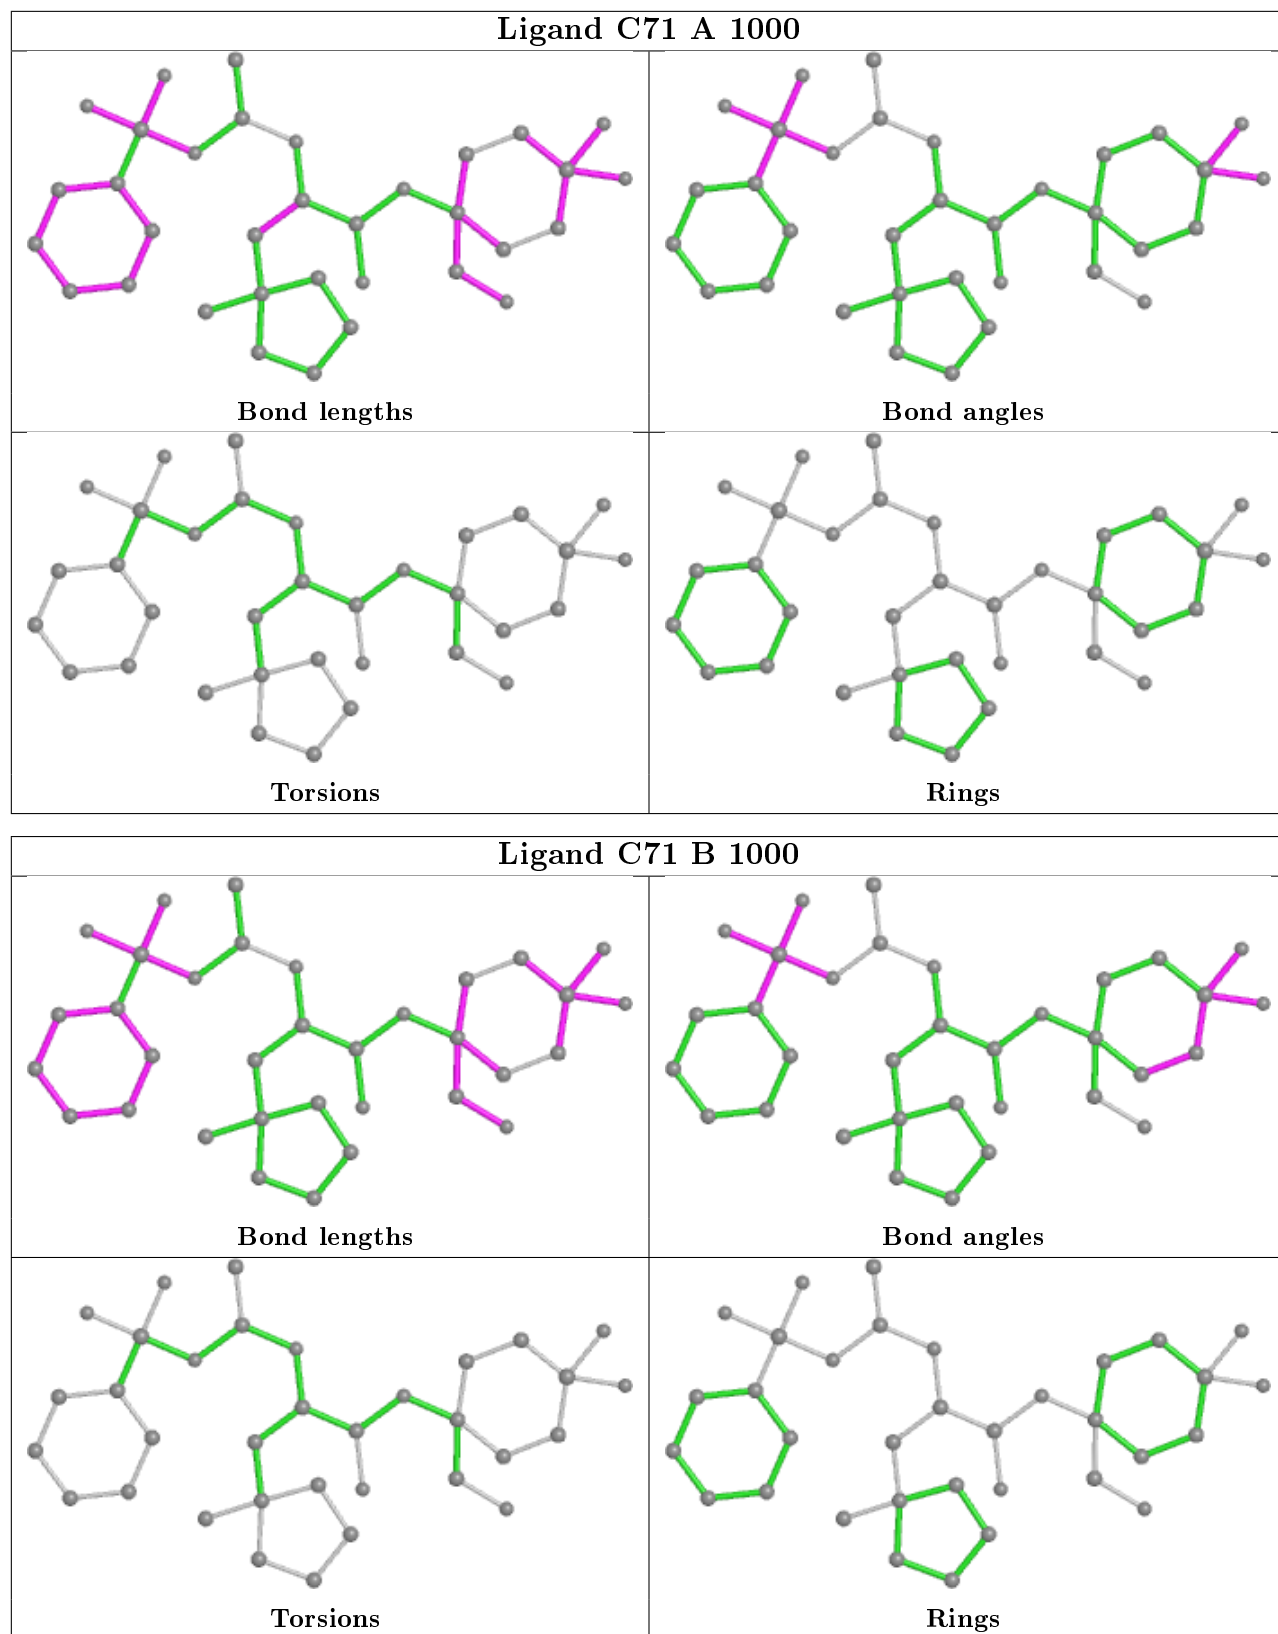 Ligand C71 A 1000
Bond lengths
Bond angles
Torsions
Rings
Ligand C71 B 1000
Bond lengths
Bond angles
Torsions
Rings